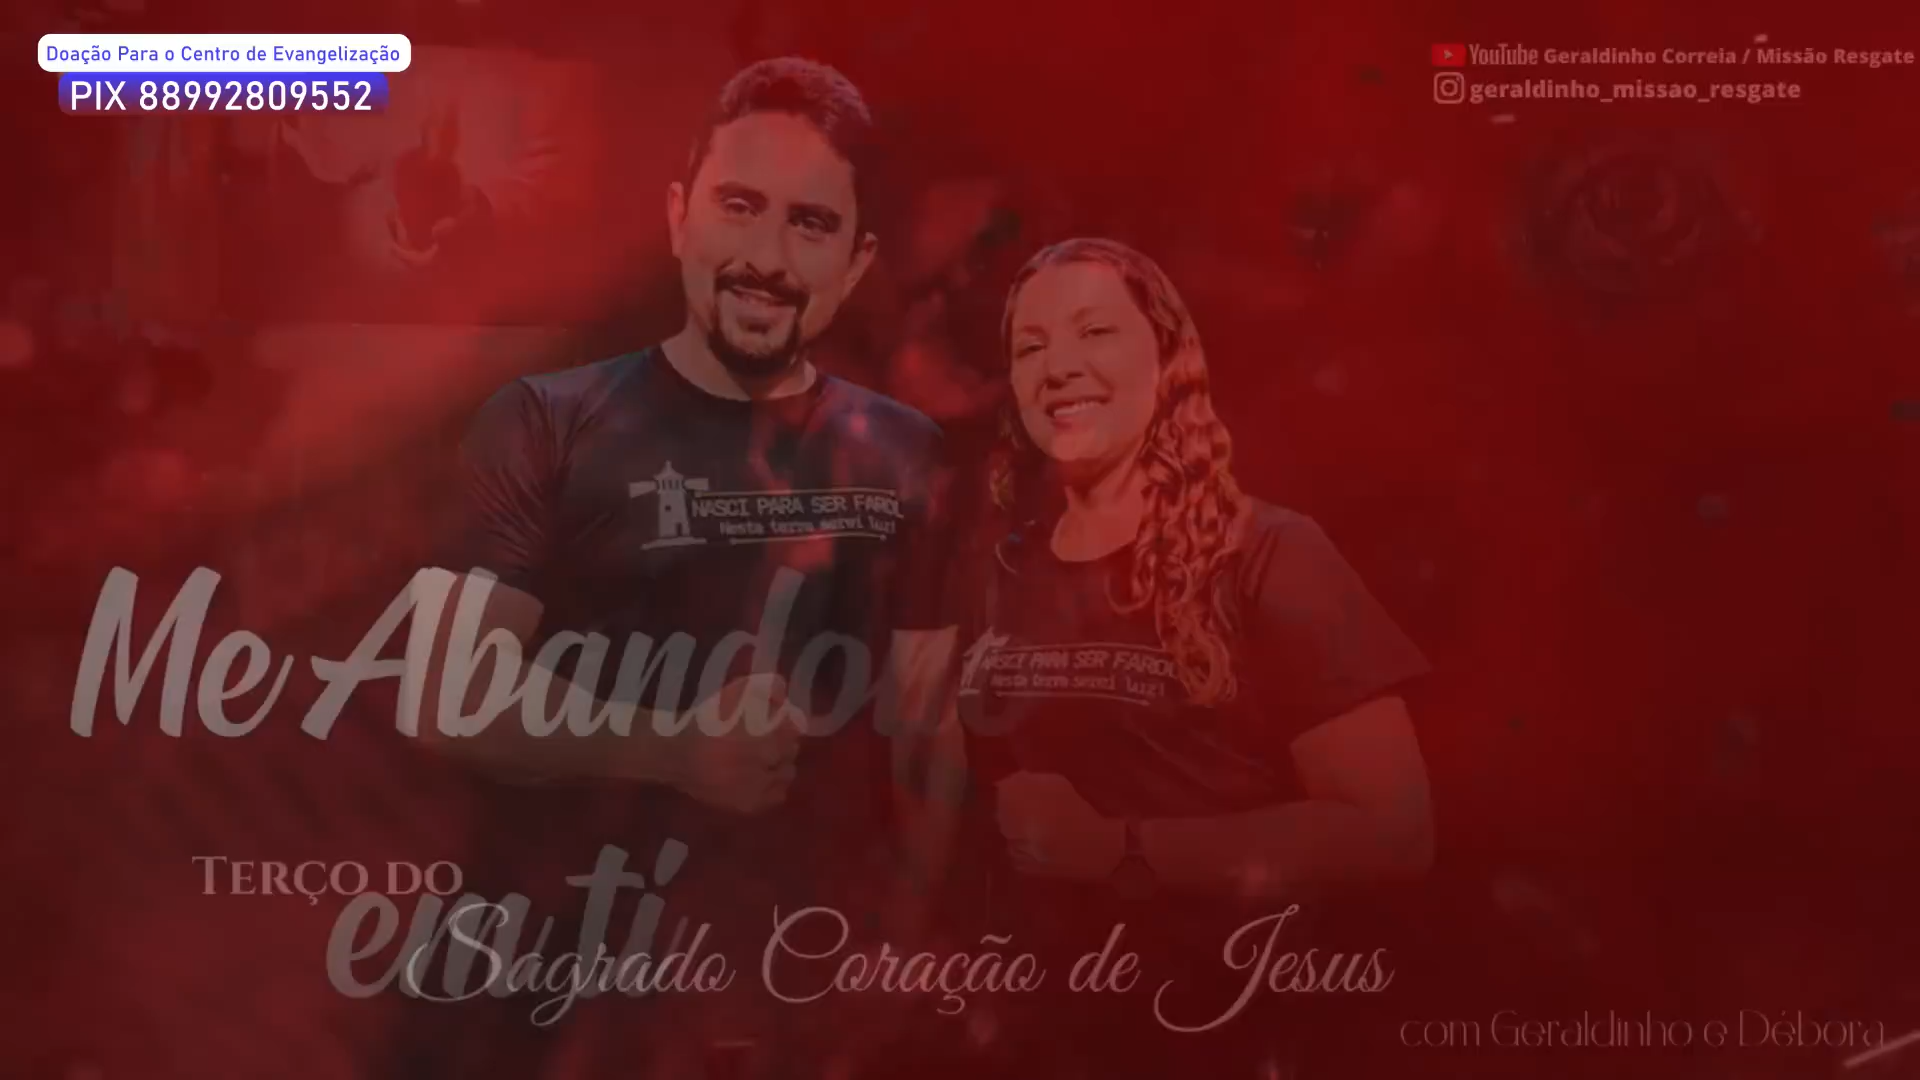 Doação Para o Centro de Evangelização
PIX 88992809552
YouTube Geraldinho Correia / Missão Resgate
geraldinho_missao_resgate
NASCI PARA SER FAROL
Nesta terra serei luz!
NASCI PARA SER FAROL
Nesta terra serei luz!
Me Abandono
em ti
TERÇO DO
Sagrado Coração de Jesus
com Geraldinho e Débora